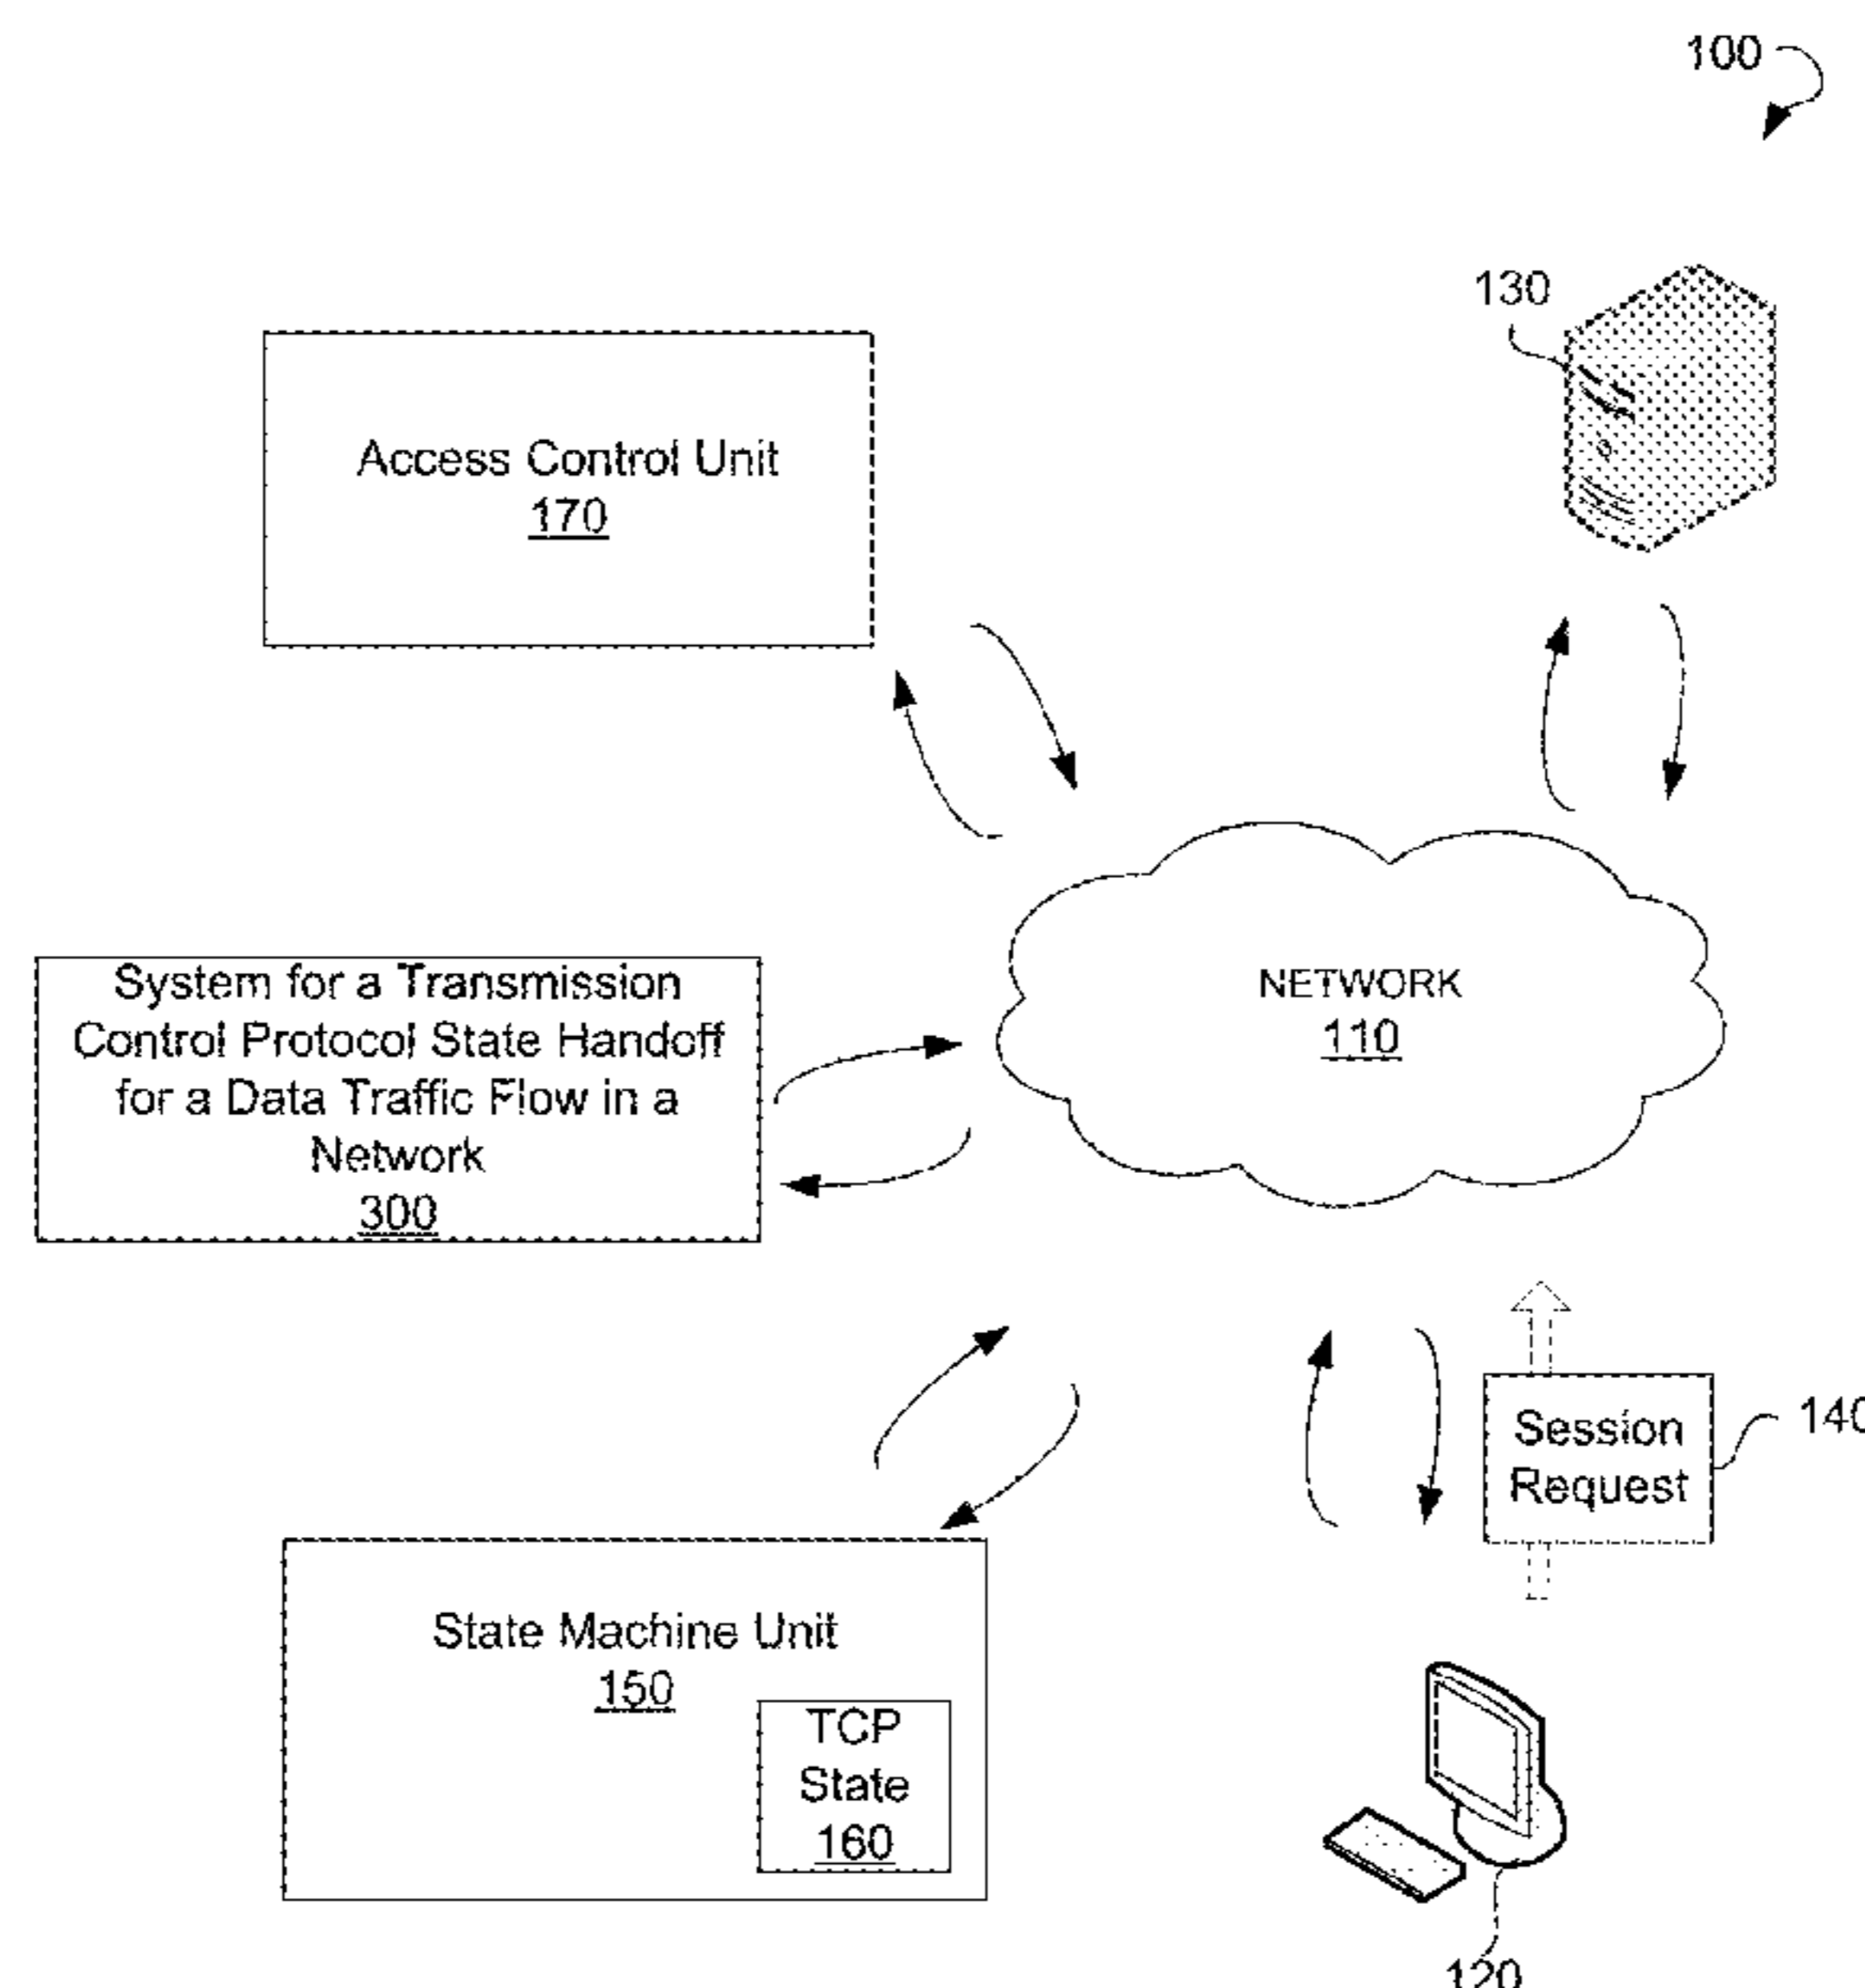 100
130
Access Control Unit
170
NETWORK
110
System for a Transmission
Control Protocol State Handoff
for a Data Traffic Flow in a
Network
300
Session
Request
140
State Machine Unit
150
TCP
State
160
120